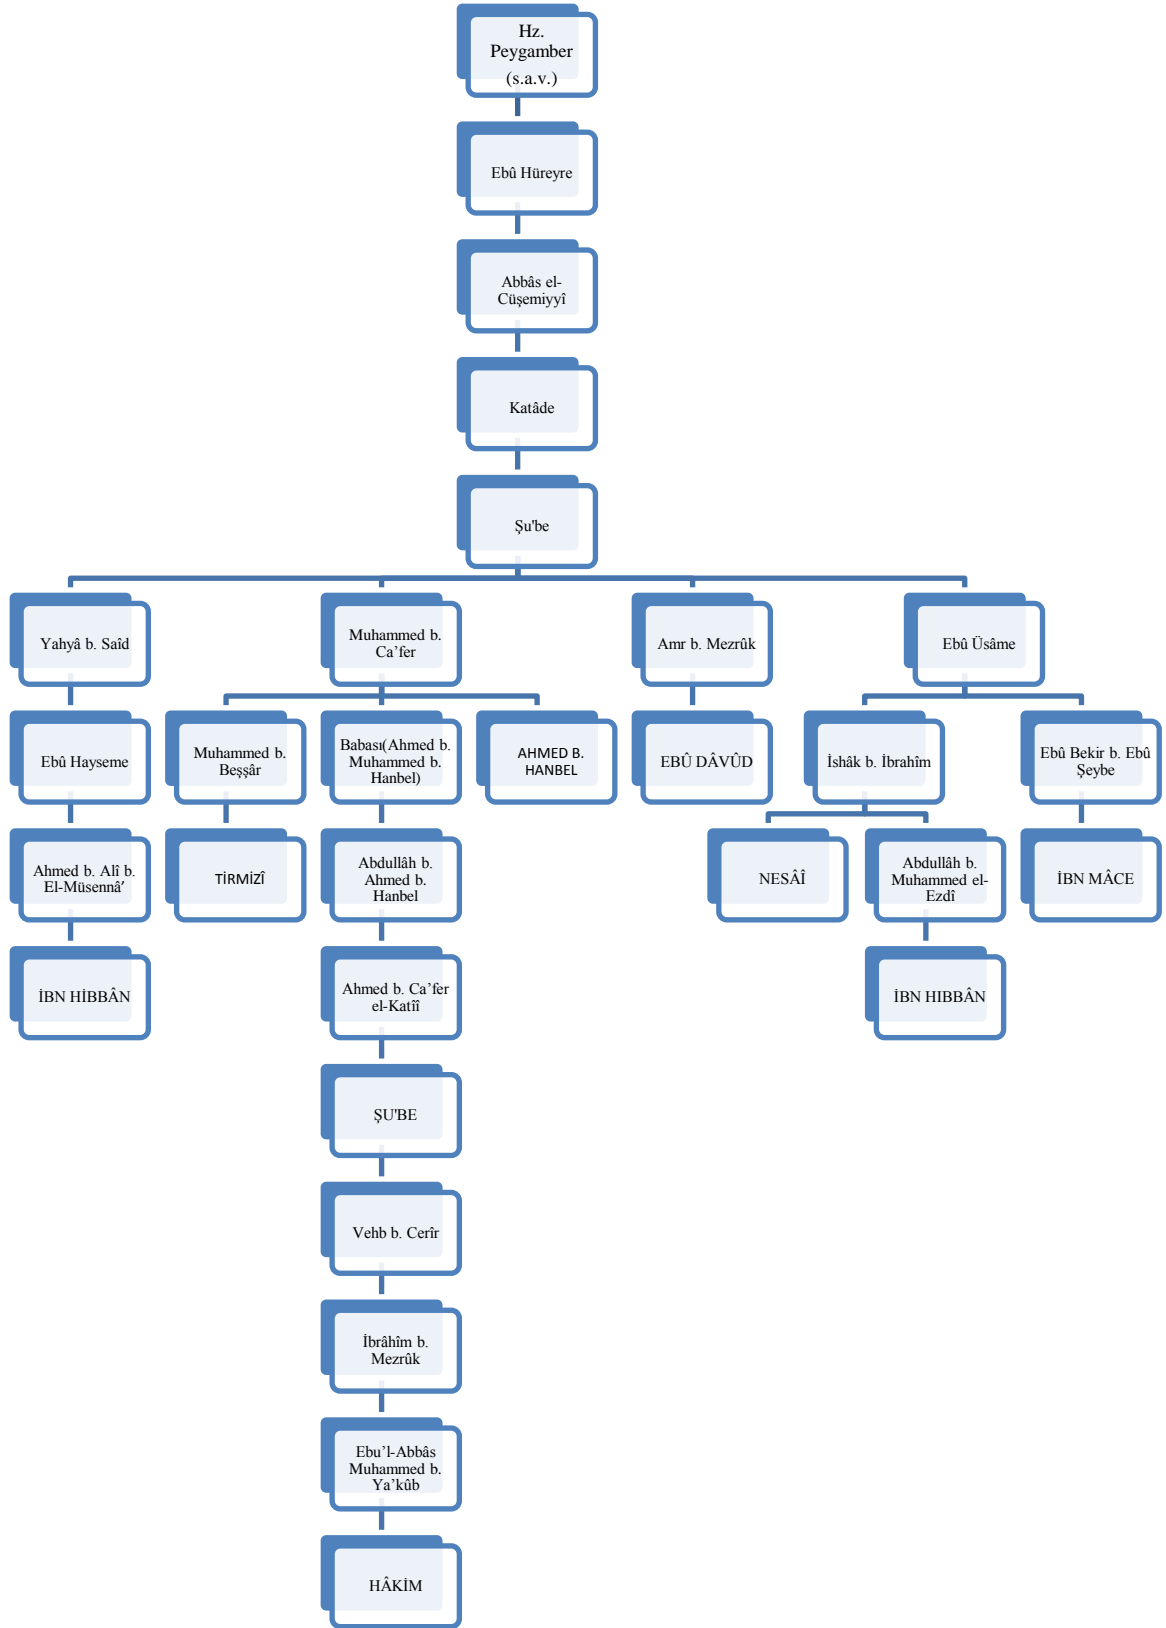 Hz.
Peygamber
(s.a.v.)
Ebû Hüreyre
Abbâs el-
Cüşemiyyî
Katâde
Şu'be
Yahyâ b. Saîd
Muhammed b.
Ca’fer
Amr b. Mezrûk
Ebû Üsâme
Ebû Hayseme
Muhammed b.
Beşşâr
Babası(Ahmed b.
Muhammed b.
Hanbel)
AHMED B.
HANBEL
EBÛ DÂVÛD
İshâk b. İbrahîm
Ebû Bekir b. Ebû
Şeybe
Ahmed b. Alî b.
El-Müsennâ’
TİRMİZÎ
Abdullâh b.
Ahmed b.
Hanbel
NESÂÎ
Abdullâh b.
Muhammed el-
Ezdî
İBN MÂCE
İBN HİBBÂN
Ahmed b. Ca’fer
el-Katîî
İBN HIBBÂN
ŞU'BE
Vehb b. Cerîr
İbrâhîm b.
Mezrûk
Ebu’l-Abbâs
Muhammed b.
Ya’kûb
HÂKİM